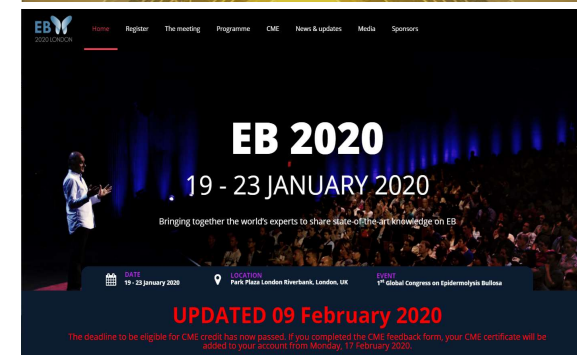 EB
2020 LONDON
Home Register The meeting Programme CME News & updates Media Sponsors
EB 2020
19 - 23 JANUARY 2020
Bringing together the world's experts to share state-of-the-art knowledge on EB
DATE
19 - 23 January 2020
LOCATION
Park Plaza London Riverbank, London, UK
EVENT
1st Global Congress on Epidermolysis Bullosa
UPDATED 09 February 2020
The deadline to be eligible for CME credit has now passed. If you completed the CME feedback form, your CME certificate will be
added to your account from Monday, 17 February 2020.